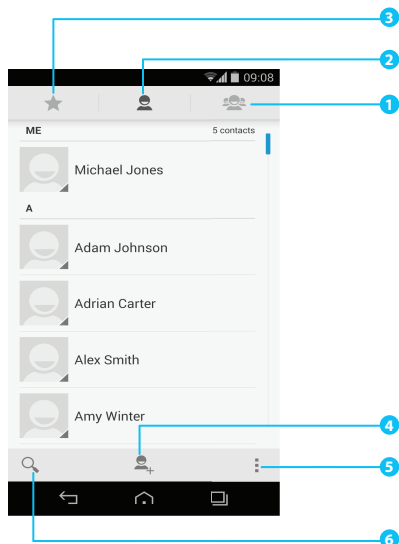 3
2
09:08
1
ME 5 contacts
Michael Jones
A
Adam Johnson
Adrian Carter
Alex Smith
Amy Winter
4
5
6